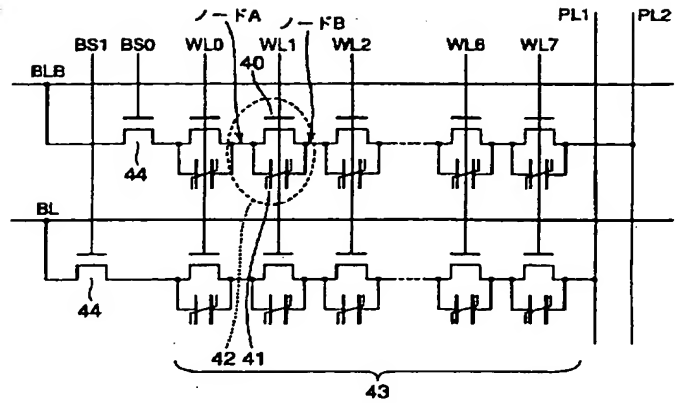 ノードA ノードB PL1 PL2
BS1 BS0 WL0 WL1 WL2 WL6 WL7
BLB 40
44
BL
44
42 41
43